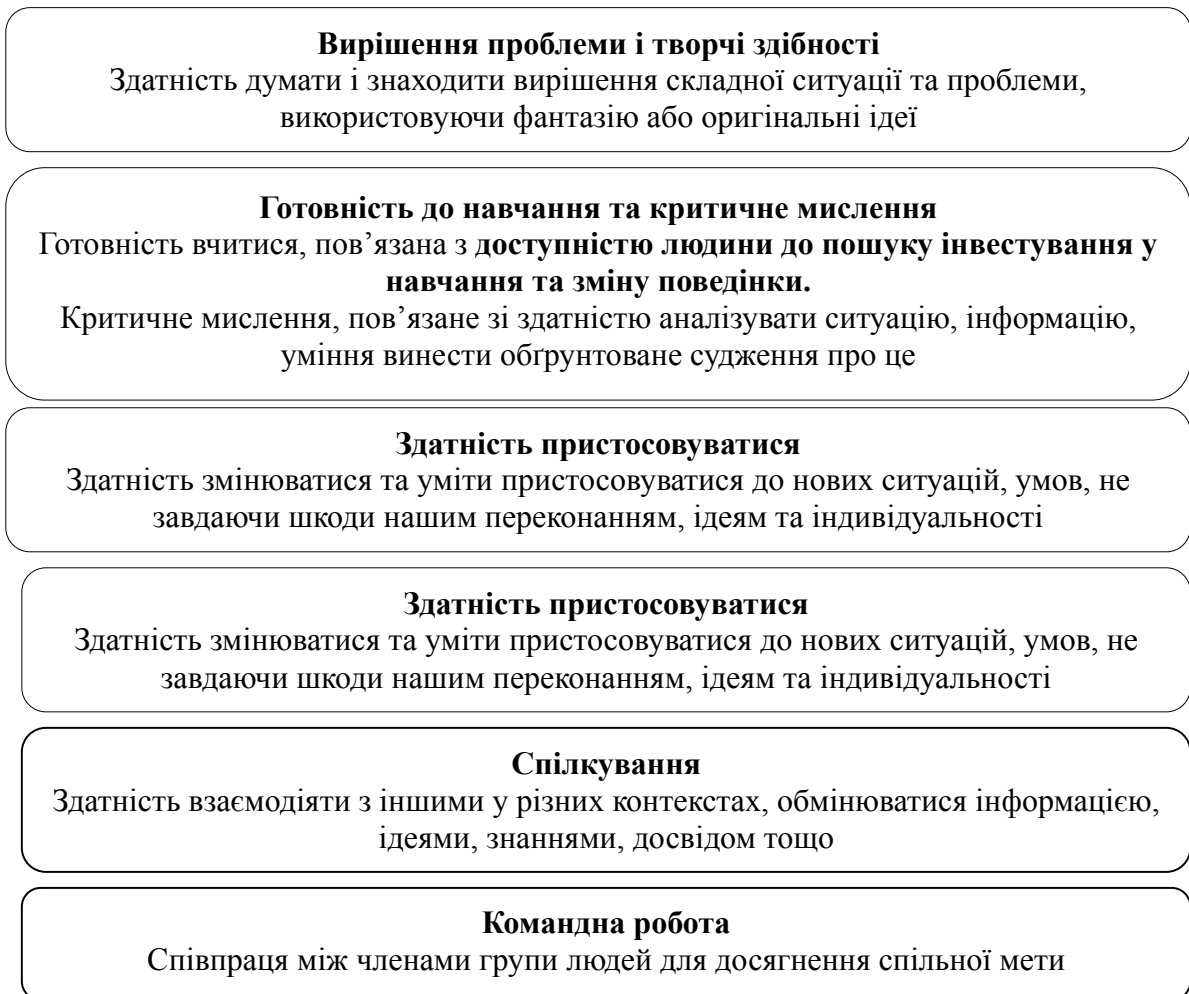 Вирішення проблеми і творчі здібності
Здатність думати і знаходити вирішення складної ситуації та проблеми,
використовуючи фантазію або оригінальні ідеї
Готовність до навчання та критичне мислення
Готовність вчитися, пов’язана з доступністю людини до пошуку інвестування у
навчання та зміну поведінки.
Критичне мислення, пов’язане зі здатністю аналізувати ситуацію, інформацію,
уміння винести обґрунтоване судження про це
Здатність пристосовуватися
Здатність змінюватися та уміти пристосовуватися до нових ситуацій, умов, не
завдаючи шкоди нашим переконанням, ідеям та індивідуальності
Здатність пристосовуватися
Здатність змінюватися та уміти пристосовуватися до нових ситуацій, умов, не
завдаючи шкоди нашим переконанням, ідеям та індивідуальності
Спілкування
Здатність взаємодіяти з іншими у різних контекстах, обмінюватися інформацією,
ідеями, знаннями, досвідом тощо
Командна робота
Співпраця між членами групи людей для досягнення спільної мети